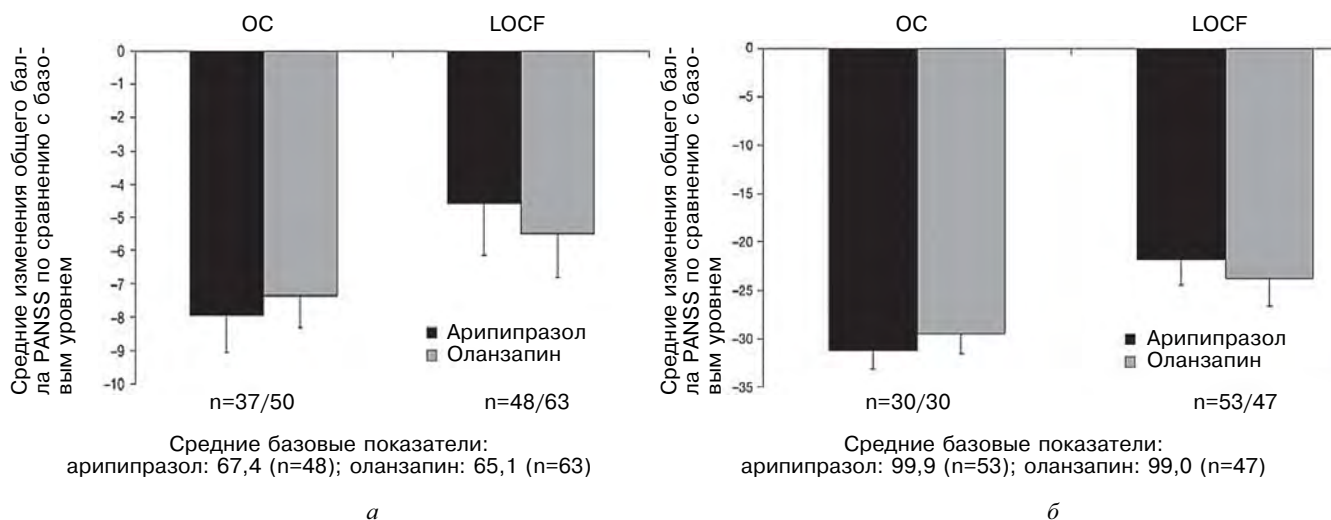 OC LOCF
Средние изменения общего бал-
ла PANSS по сравнению с базо-
вым уровнем
0
–1
–2
–3
–4
–5
–6
–7
–8
–9
–10
Арипипразол
Оланзапин
n=37/50 n=48/63
Средние базовые показатели:
арипипразол: 67,4 (n=48); оланзапин: 65,1 (n=63)
а
OC LOCF
Средние изменения общего бал-
ла PANSS по сравнению с базо-
вым уровнем
0
–5
–10
–15
–20
–25
–30
–35
Арипипразол
Оланзапин
n=30/30 n=53/47
Средние базовые показатели:
арипипразол: 99,9 (n=53); оланзапин: 99,0 (n=47)
б